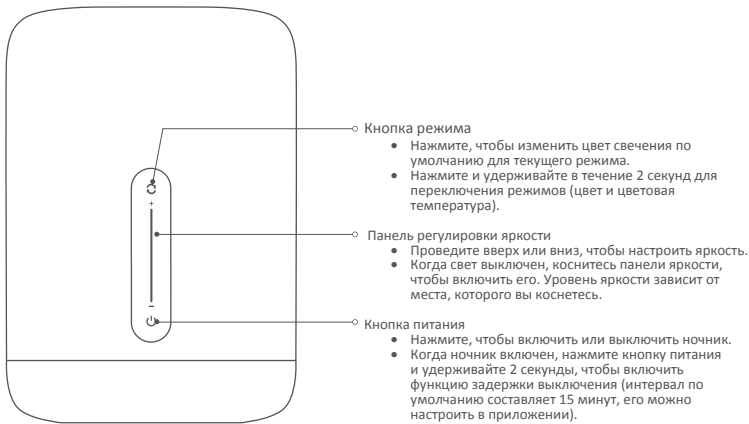 Кнопка режима
• Нажмите, чтобы изменить цвет свечения по
умолчанию для текущего режима.
• Нажмите и удерживайте в течение 2 секунд для
переключения режимов (цвет и цветовая
температура).
+
Панель регулировки яркости
• Проведите вверх или вниз, чтобы настроить яркость.
• Когда свет выключен, коснитесь панели яркости,
чтобы включить его. Уровень яркости зависит от
места, которого вы коснетесь.
−
Кнопка питания
• Нажмите, чтобы включить или выключить ночник.
• Когда ночник включен, нажмите кнопку питания
и удерживайте 2 секунды, чтобы включить
функцию задержки выключения (интервал по
умолчанию составляет 15 минут, его можно
настроить в приложении).